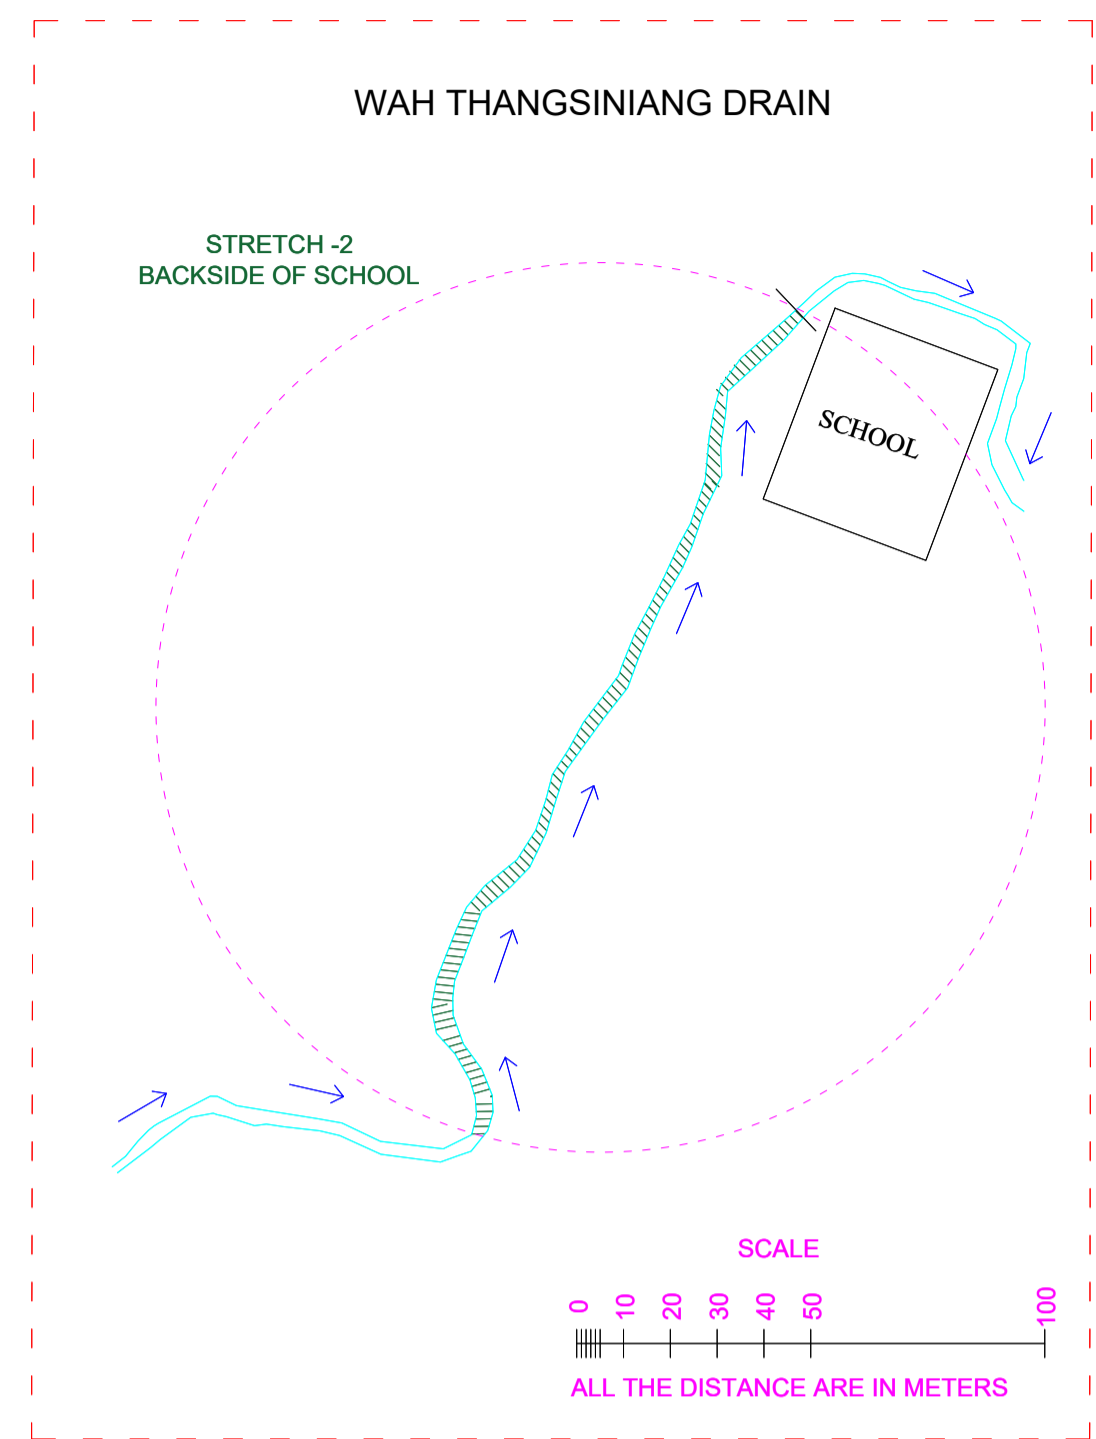 WAH THANGSINIANG DRAIN
STRETCH -2
BACKSIDE OF SCHOOL
SCHOOL
SCALE
0 10 20 30 40 50 100
ALL THE DISTANCE ARE IN METERS